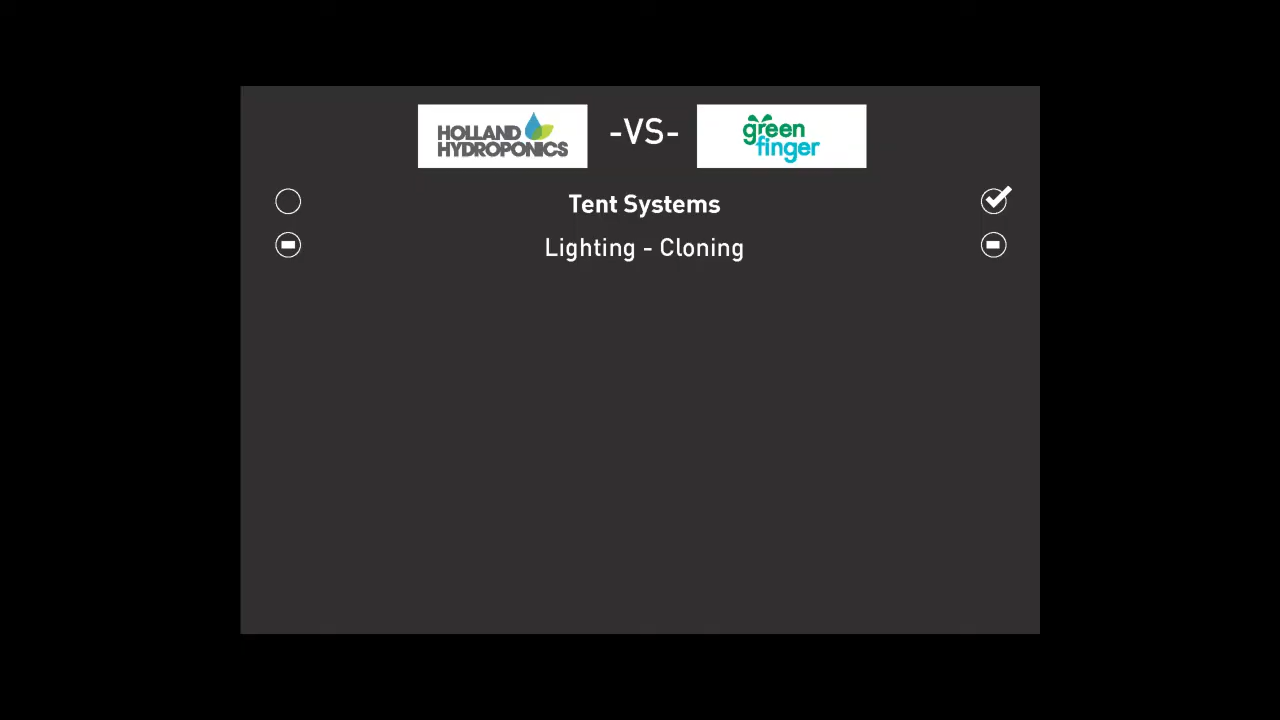 HOLLAND
HYDROPONICS
-VS-
green
finger
Tent Systems
Lighting - Cloning